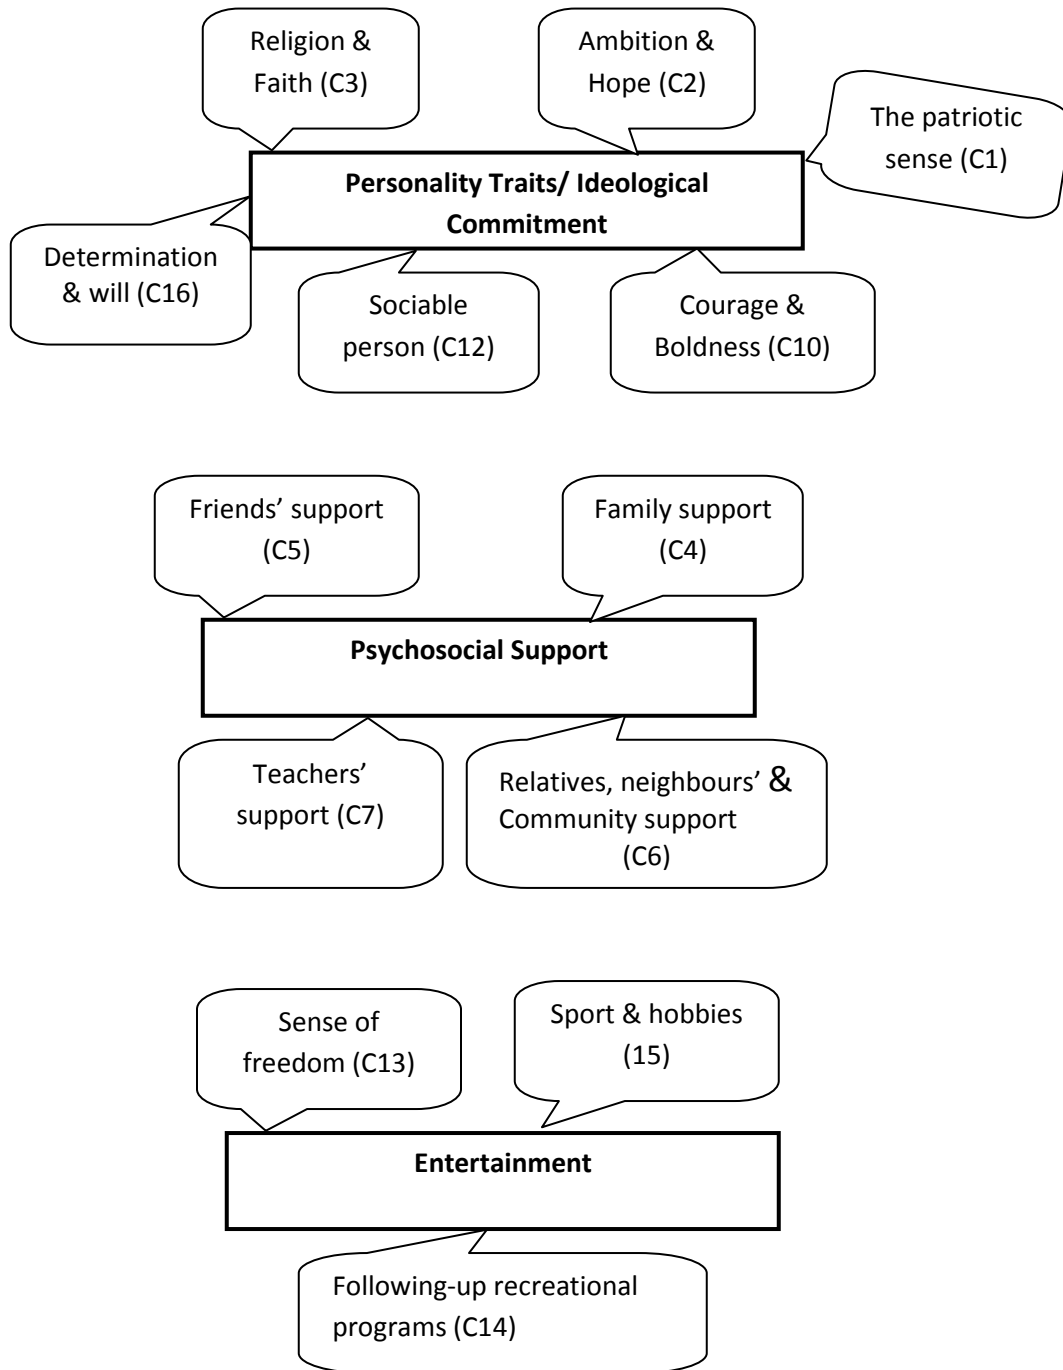 Religion &
Faith (C3)
Ambition &
Hope (C2)
The patriotic
sense (C1)
Personality Traits/ Ideological
Commitment
Determination
& will (C16)
Sociable
person (C12)
Courage &
Boldness (C10)
Friends’ support
(C5)
Family support
(C4)
Psychosocial Support
Teachers’
support (C7)
Relatives, neighbours’ &
Community support
(C6)
Sense of
freedom (C13)
Sport & hobbies
(15)
Entertainment
Following-up recreational
programs (C14)